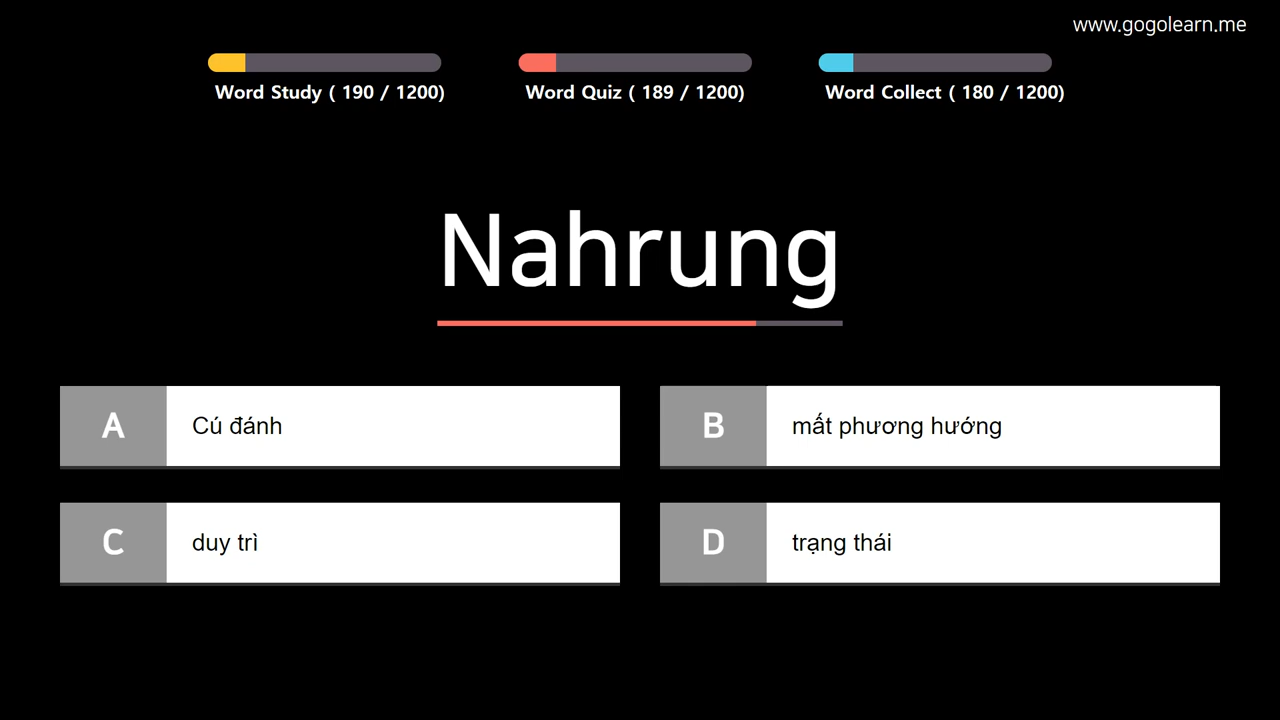 www.gogolearn.me
Word Study ( 190 / 1200)
Word Quiz ( 189 / 1200)
Word Collect ( 180 / 1200)
Nahrung
A
Cú đánh
B
mất phương hướng
C
duy trì
D
trạng thái